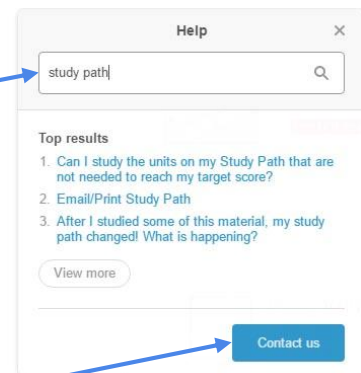 Help
study path
Top results
1. Can I study the units on my Study Path that are
not needed to reach my target score?
2. Email/Print Study Path
3. After I studied some of this material, my study
path changed! What is happening?
View more
Contact us